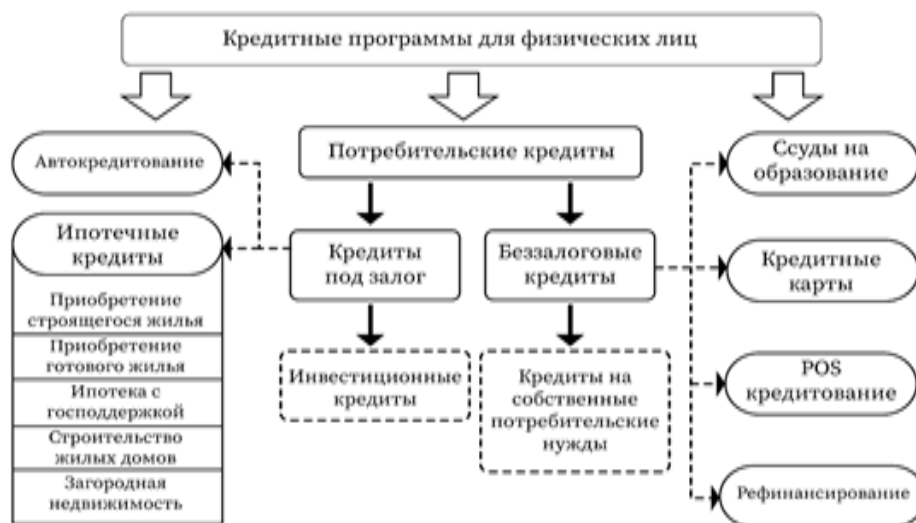 Кредитные программы для физических лиц
Автокредитование
Ипотечные
кредиты
Приобретение
строящегося жилья
Приобретение
готового жилья
Ипотека с
господдержкой
Строительство
жилых домов
Загородная
недвижимость
Потребительские кредиты
Кредиты
под залог
Беззалоговые
кредиты
Инвестиционные
кредиты
Кредиты на
собственные
потребительские
нужды
Ссуды на
образование
Кредитные
карты
POS
кредитование
Рефинансирование